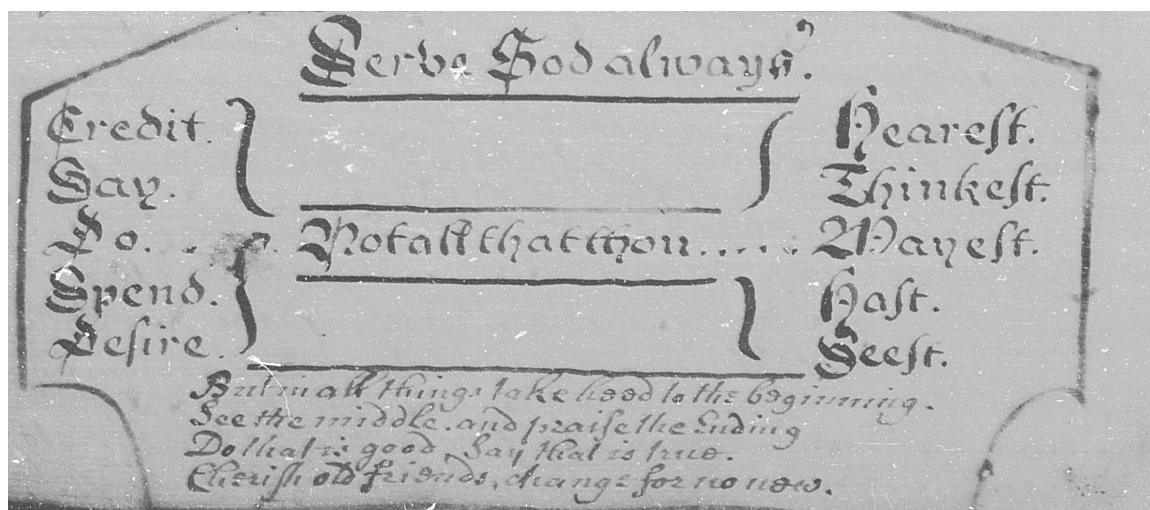 Serve God always.
Credit. Hearest.
Say. Thinkest.
Do. . . . Not all that thou . . . . Mayest.
Spend. Hast.
Desire. Seest.
But in all things take heed to the beginning.
See the middle. and praise the Ending
Do that is good, Say that is true.
Cherish old friends, change for no new.